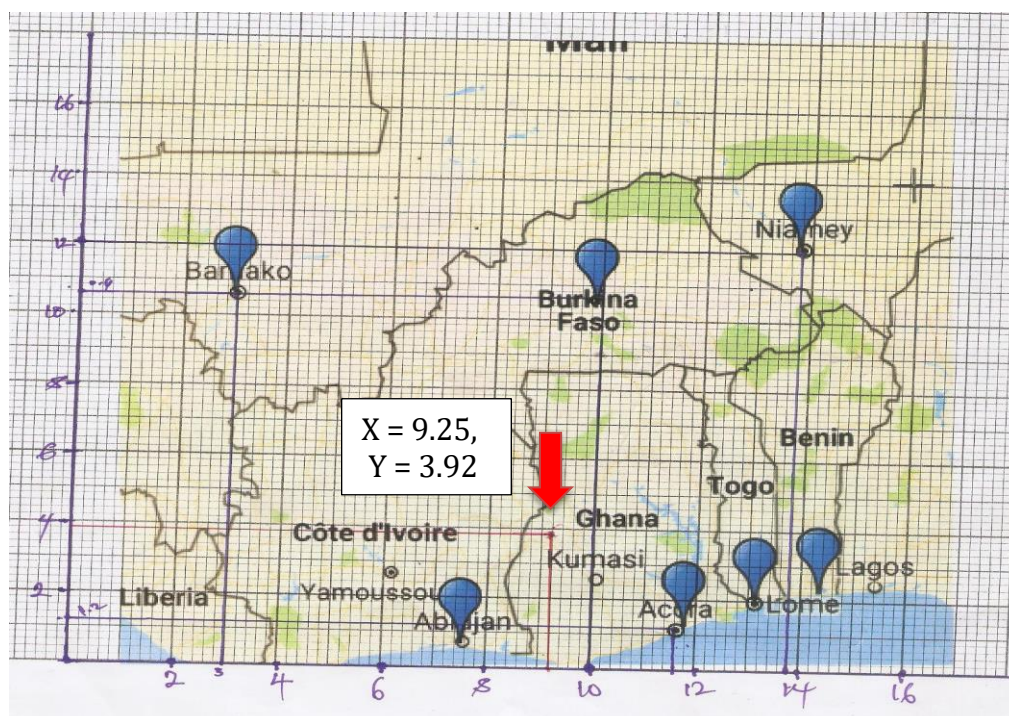 Mali
16
14
Niamey
12
Bamako
Burkina
10
Faso
8
X = 9.25,
Y = 3.92
6
Benin
Togo
4
Côte d'Ivoire
Ghana
Kumasi
Lagos
2
Liberia
Yamoussou
Accra
Lome
1.2
Abidjan
2 3 4 6 8 10 12 14 16